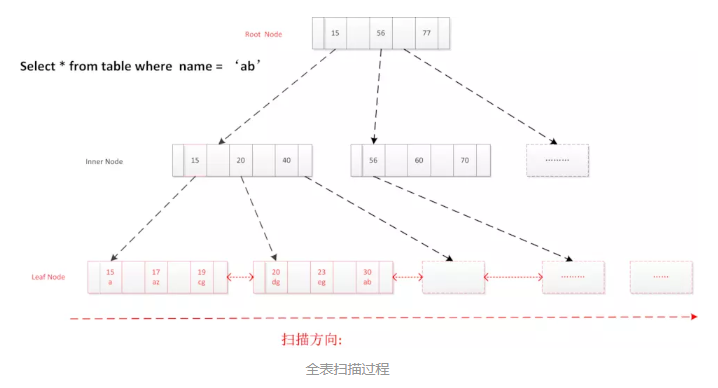 Root Node
15 56 77
Select * from table where name = ‘ab’
Inner Node
15 20 40
56 60 70
………
Leaf Node
15 17 19
a az cg
20 23 30
dg eg ab
………
……
扫描方向:
全表扫描过程